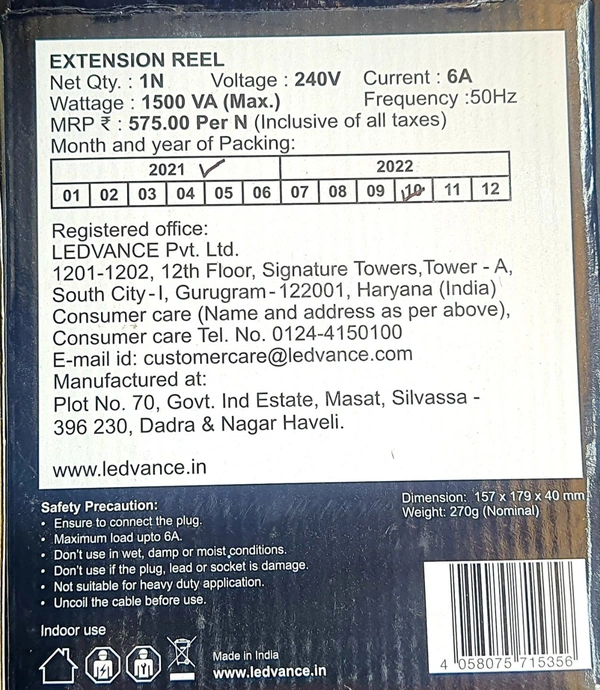 EXTENSION REEL
Net Qty. : 1N Voltage : 240V Current : 6A
Wattage : 1500 VA (Max.) Frequency :50Hz
MRP ₹ : 575.00 Per N (Inclusive of all taxes)
Month and year of Packing:
2021 ✓ 2022
01 02 03 04 05 06 07 08 09 10 11 12
Registered office:
LEDVANCE Pvt. Ltd.
1201-1202, 12th Floor, Signature Towers,Tower - A,
South City-I, Gurugram-122001, Haryana (India)
Consumer care (Name and address as per above),
Consumer care Tel. No. 0124-4150100
E-mail id: customercare@ledvance.com
Manufactured at:
Plot No. 70, Govt. Ind Estate, Masat, Silvassa -
396 230, Dadra & Nagar Haveli.
www.ledvance.in
Dimension: 157 x 179 x 40 mm
Weight: 270g (Nominal)
Safety Precaution:
• Ensure to connect the plug.
• Maximum load upto 6A.
• Don't use in wet, damp or moist conditions.
• Don't use if the plug, lead or socket is damage.
• Not suitable for heavy duty application.
• Uncoil the cable before use.
Indoor use
Made in India
www.ledvance.in
4 058075 715356